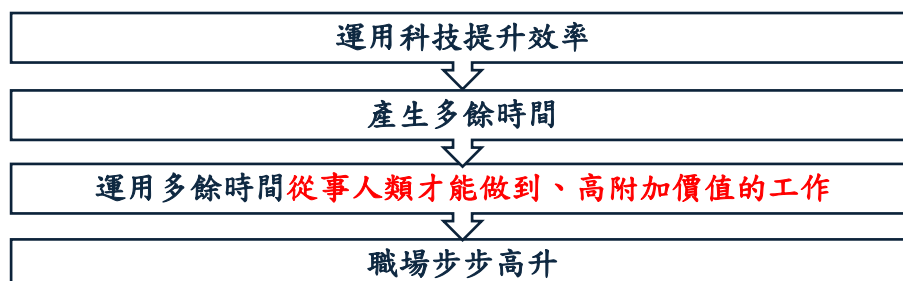 運用科技提升效率
產生多餘時間
運用多餘時間從事人類才能做到、高附加價值的工作
職場步步高升